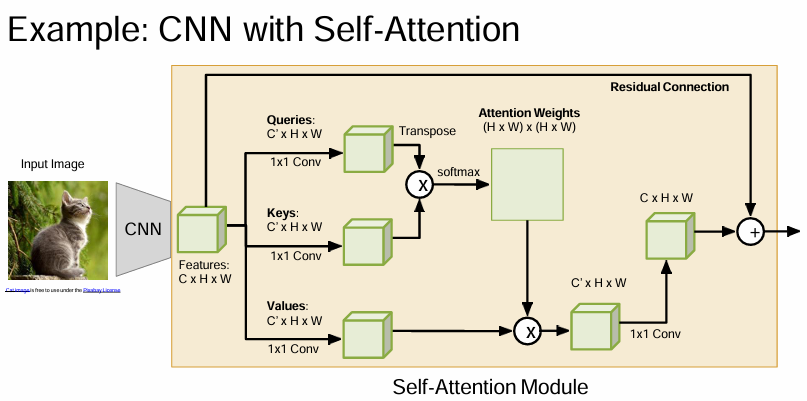 Example: CNN with Self-Attention
Residual Connection
Attention Weights
(H x W) x (H x W)
Queries:
C' x H x W
1x1 Conv
Transpose
softmax
X
Input Image
CNN
Features:
C x H x W
Cat image is free to use under the Pixabay License
Keys:
C' x H x W
1x1 Conv
C x H x W
+
Values:
C' x H x W
1x1 Conv
X
C' x H x W
1x1 Conv
Self-Attention Module